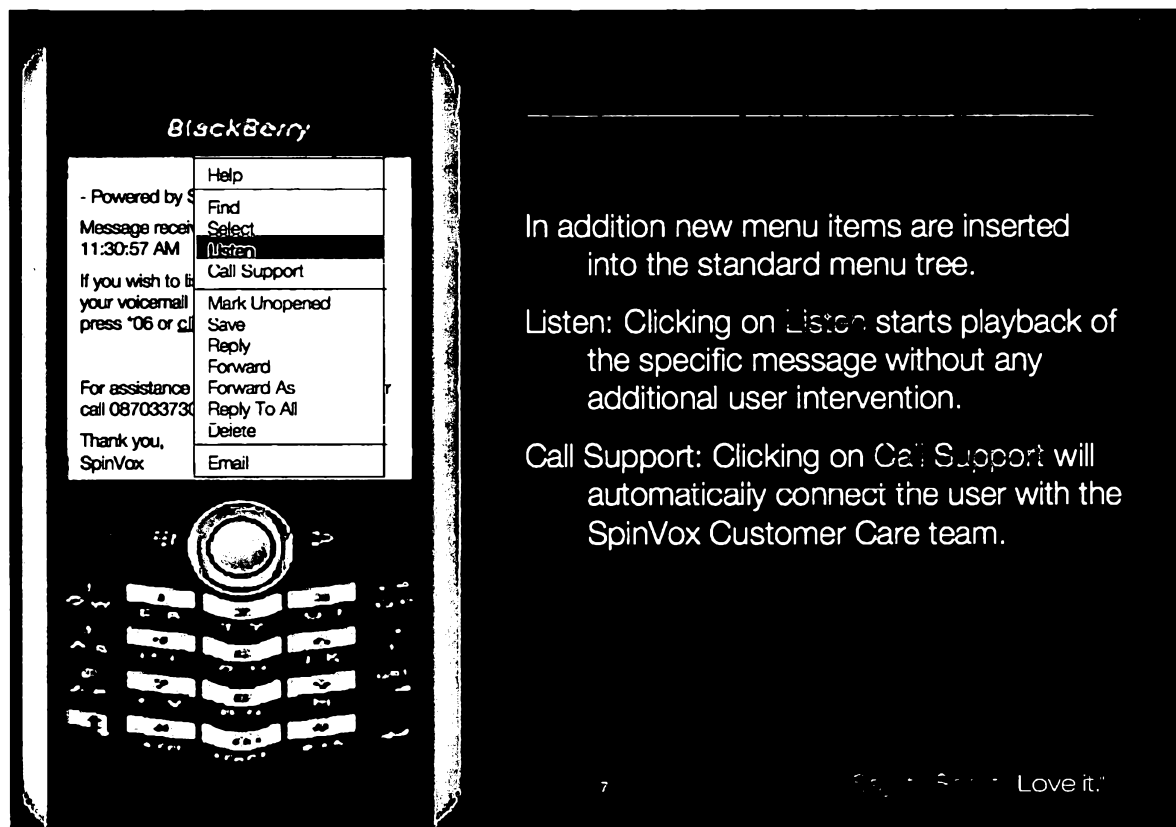 BlackBerry
Help
- Powered by S
Find
Message receiv
Select
11:30:57 AM
Listen
Call Support
If you wish to li
your voicemail
Mark Unopened
press *06 or cli
Save
Reply
Forward
For assistance
Forward As
r
call 087033730
Reply To All
Delete
Thank you,
SpinVox
Email
In addition new menu items are inserted
into the standard menu tree.
Listen: Clicking on Listen starts playback of
the specific message without any
additional user intervention.
Call Support: Clicking on Call Support will
automatically connect the user with the
SpinVox Customer Care team.
7
Love it."